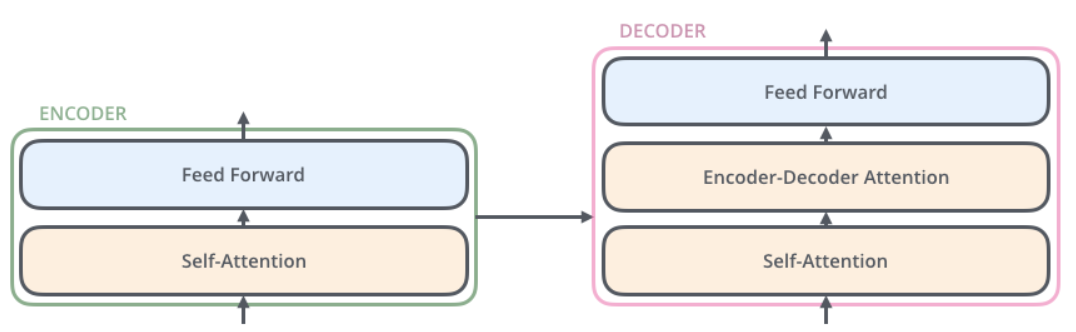 ENCODER
Feed Forward
Self-Attention
DECODER
Feed Forward
Encoder-Decoder Attention
Self-Attention